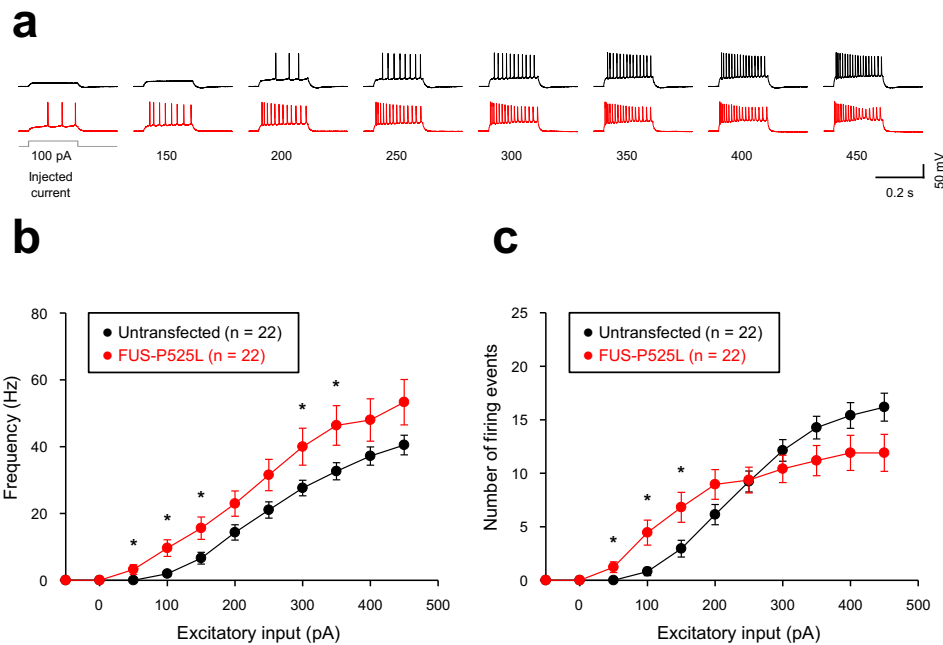 a
100 pA 150 200 250 300 350 400 450
Injected
current
0.2 s
50 mV
b
80
60
40
20
0
Frequency (Hz)
Untransfected (n = 22)
FUS-P525L (n = 22)
* * * * *
0 100 200 300 400 500
Excitatory input (pA)
c
25
20
15
10
5
0
Number of firing events
Untransfected (n = 22)
FUS-P525L (n = 22)
* * *
0 100 200 300 400 500
Excitatory input (pA)